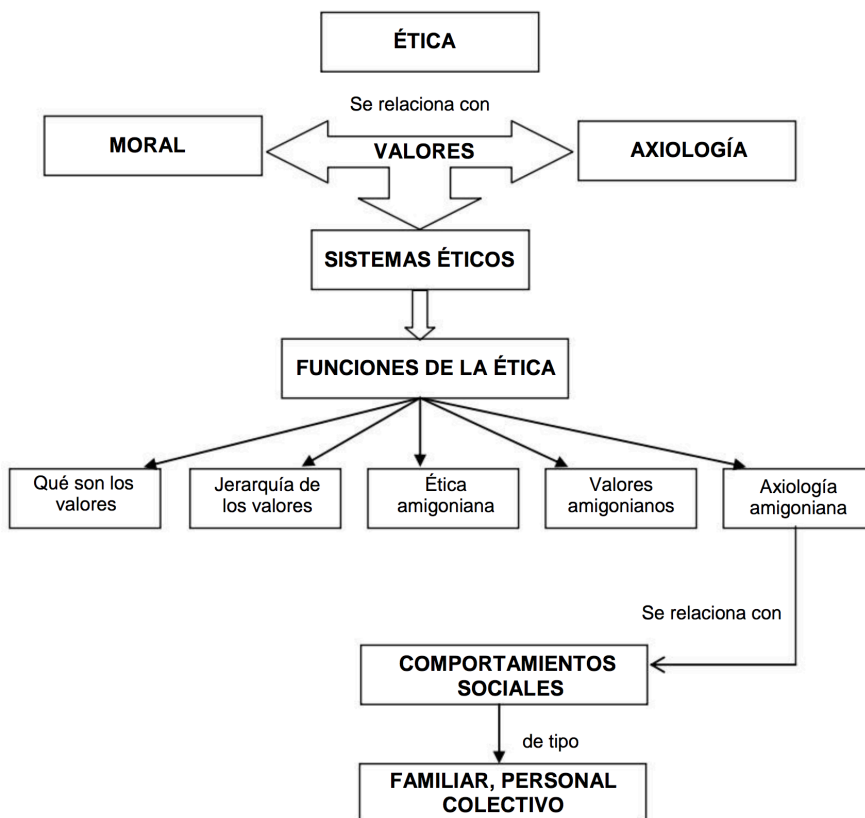 ÉTICA
Se relaciona con
MORAL
VALORES
AXIOLOGÍA
SISTEMAS ÉTICOS
FUNCIONES DE LA ÉTICA
Qué son los
valores
Jerarquía de
los valores
Ética
amigoniana
Valores
amigonianos
Axiología
amigoniana
Se relaciona con
COMPORTAMIENTOS
SOCIALES
de tipo
FAMILIAR, PERSONAL
COLECTIVO